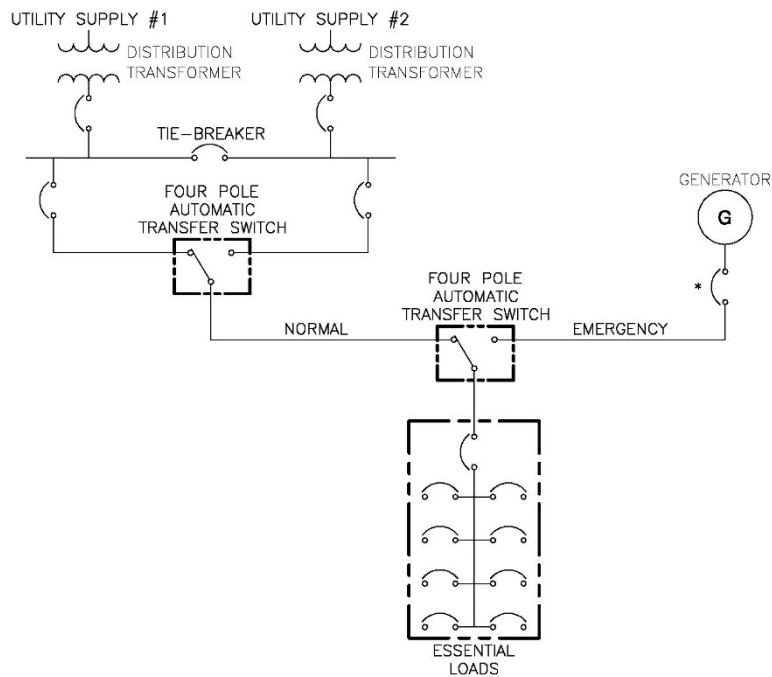 UTILITY SUPPLY #1
UTILITY SUPPLY #2
DISTRIBUTION
TRANSFORMER
DISTRIBUTION
TRANSFORMER
TIE-BREAKER
FOUR POLE
AUTOMATIC
TRANSFER SWITCH
GENERATOR
G
FOUR POLE
AUTOMATIC
TRANSFER SWITCH
*
NORMAL
EMERGENCY
ESSENTIAL
LOADS